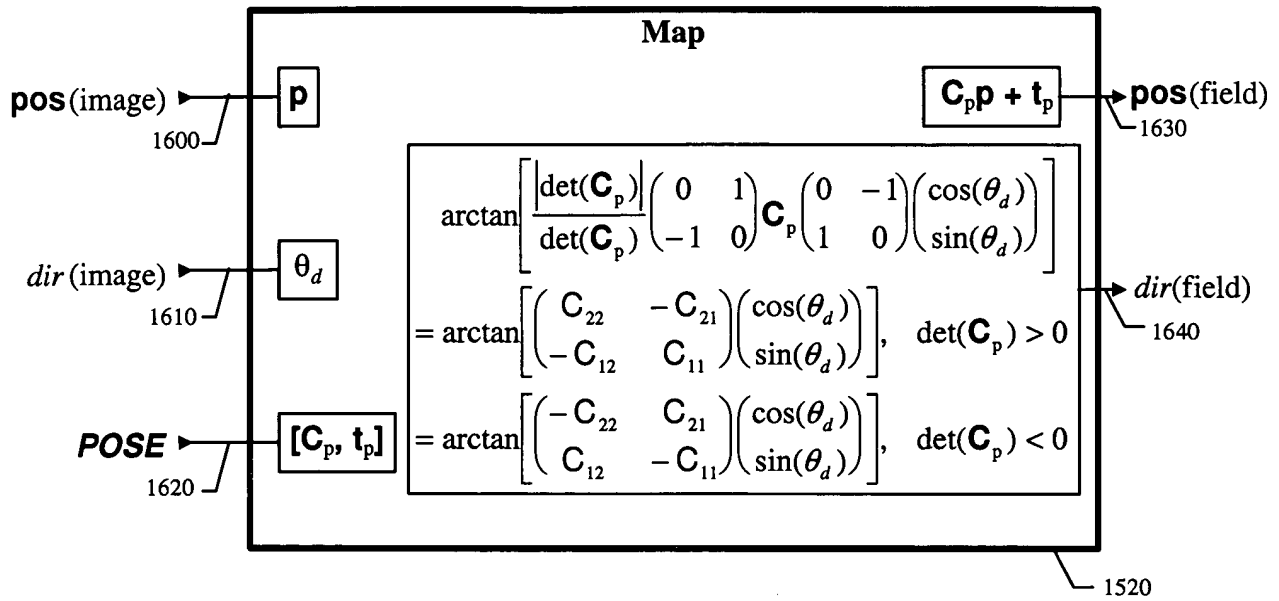 Map
pos(image)
1600
p
C_p p + t_p
pos(field)
1630
arctan[ |det(C_p)| / det(C_p) ( 0 1 ; -1 0 ) C_p ( 0 -1 ; 1 0 ) ( cos(θ_d) ; sin(θ_d) ) ]
dir(image)
1610
θ_d
= arctan[ ( C_22 -C_21 ; -C_12 C_11 ) ( cos(θ_d) ; sin(θ_d) ) ], det(C_p) > 0
dir(field)
1640
POSE
1620
[C_p, t_p]
= arctan[ ( -C_22 C_21 ; C_12 -C_11 ) ( cos(θ_d) ; sin(θ_d) ) ], det(C_p) < 0
1520